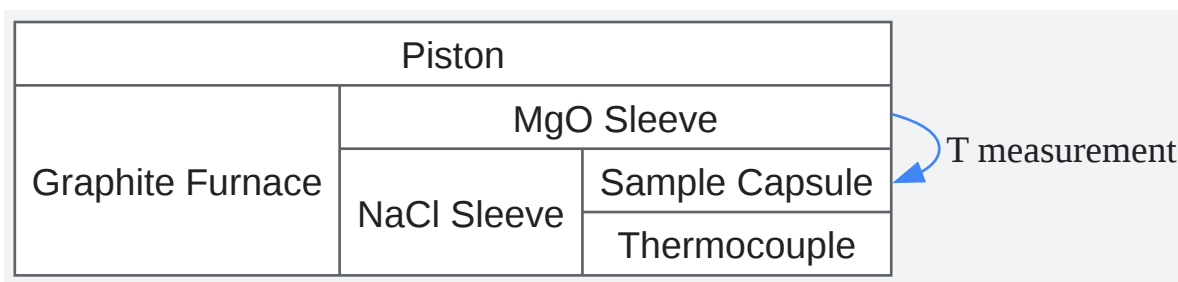 Piston
MgO Sleeve
T measurement
Graphite Furnace
Sample Capsule
NaCl Sleeve
Thermocouple